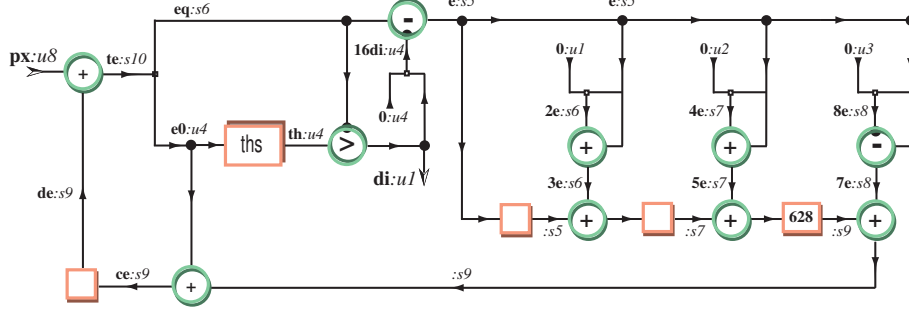 eq:s6
e:s5
e:s5
px:u8
te:s10
16di:u4
0:u1
0:u2
0:u3
0:u4
2e:s6
4e:s7
8e:s8
e0:u4
ths
th:u4
di:u1
de:s9
3e:s6
5e:s7
7e:s8
628
:s5
:s7
:s9
ce:s9
:s9